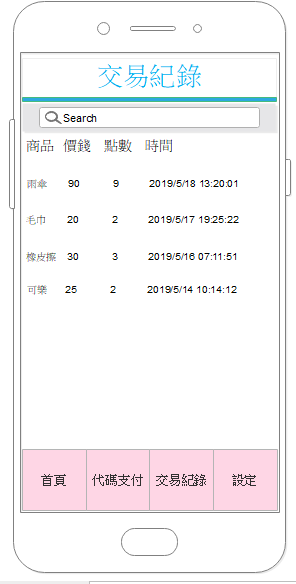 交易紀錄
Search
商品 價錢 點數 時間
雨傘 90 9 2019/5/18 13:20:01
毛巾 20 2 2019/5/17 19:25:22
橡皮擦 30 3 2019/5/16 07:11:51
可樂 25 2 2019/5/14 10:14:12
首頁 代碼支付 交易紀錄 設定